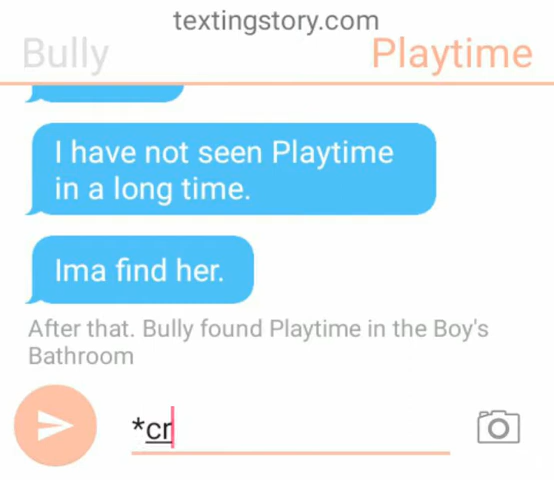 textingstory.com
Bully Playtime
I have not seen Playtime
in a long time.
Ima find her.
After that. Bully found Playtime in the Boy's
Bathroom
*cr